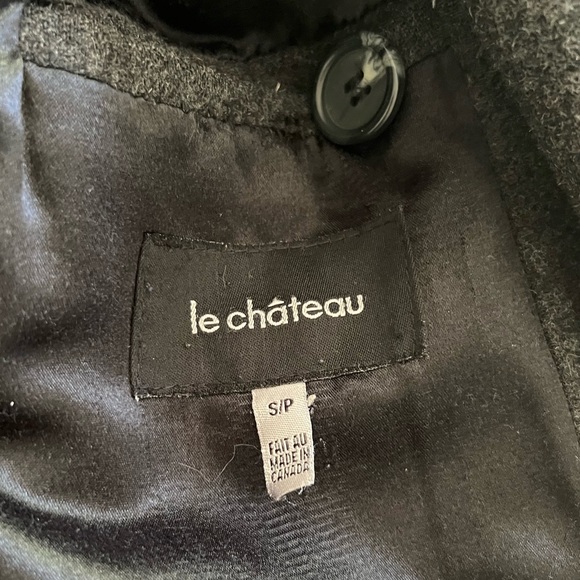 le château
S/P
FAIT AU
MADE IN
CANADA